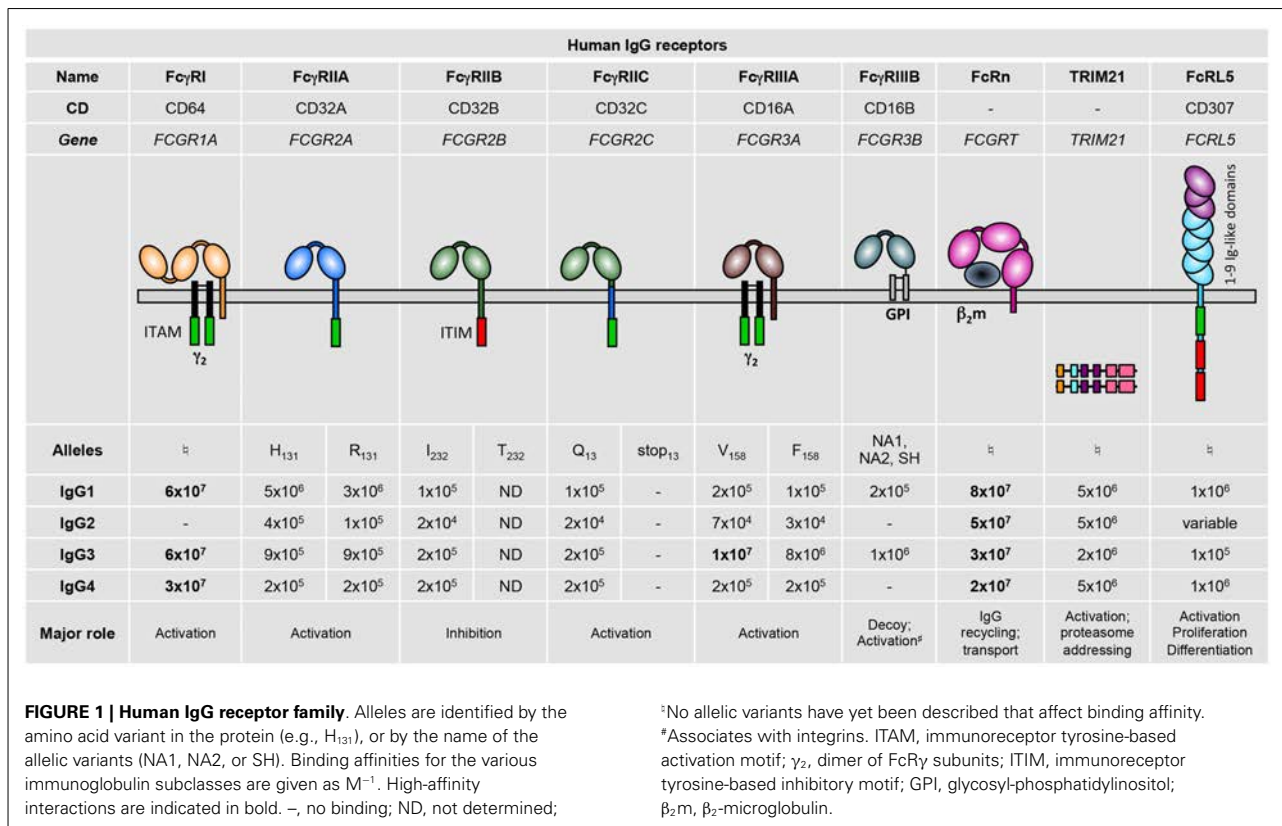 Human IgG receptors
Name FcγRI FcγRIIA FcγRIIB FcγRIIC FcγRIIIA FcγRIIIB FcRn TRIM21 FcRL5
CD CD64 CD32A CD32B CD32C CD16A CD16B - - CD307
Gene FCGR1A FCGR2A FCGR2B FCGR2C FCGR3A FCGR3B FCGRT TRIM21 FCRL5
1-9 Ig-like domains
ITAM
γ₂
ITIM
γ₂
GPI
β₂m
Alleles ♮ H₁₃₁ R₁₃₁ I₂₃₂ T₂₃₂ Q₁₃ stop₁₃ V₁₅₈ F₁₅₈ NA1, NA2, SH ♮ ♮ ♮
IgG1 6x10⁷ 5x10⁶ 3x10⁶ 1x10⁵ ND 1x10⁵ - 2x10⁵ 1x10⁵ 2x10⁵ 8x10⁷ 5x10⁶ 1x10⁶
IgG2 - 4x10⁵ 1x10⁵ 2x10⁴ ND 2x10⁴ - 7x10⁴ 3x10⁴ - 5x10⁷ 5x10⁶ variable
IgG3 6x10⁷ 9x10⁵ 9x10⁵ 2x10⁵ ND 2x10⁵ - 1x10⁷ 8x10⁶ 1x10⁶ 3x10⁷ 2x10⁶ 1x10⁵
IgG4 3x10⁷ 2x10⁵ 2x10⁵ 2x10⁵ ND 2x10⁵ - 2x10⁵ 2x10⁵ - 2x10⁷ 5x10⁶ 1x10⁶
Major role Activation Activation Inhibition Activation Activation Decoy; Activation# IgG recycling; transport Activation; proteasome addressing Activation Proliferation Differentiation
FIGURE 1 | Human IgG receptor family. Alleles are identified by the
amino acid variant in the protein (e.g., H₁₃₁), or by the name of the
allelic variants (NA1, NA2, or SH). Binding affinities for the various
immunoglobulin subclasses are given as M⁻¹. High-affinity
interactions are indicated in bold. –, no binding; ND, not determined;
♮No allelic variants have yet been described that affect binding affinity.
#Associates with integrins. ITAM, immunoreceptor tyrosine-based
activation motif; γ₂, dimer of FcRγ subunits; ITIM, immunoreceptor
tyrosine-based inhibitory motif; GPI, glycosyl-phosphatidylinositol;
β₂m, β₂-microglobulin.